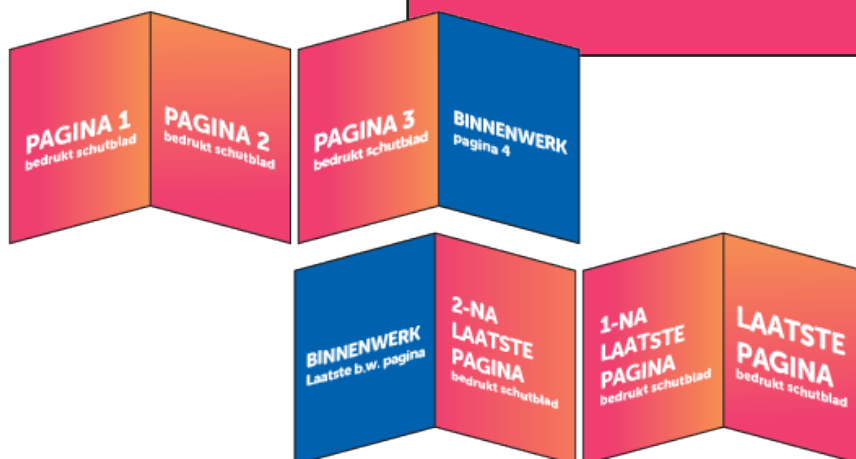 PAGINA 1
bedrukt schutblad
PAGINA 2
bedrukt schutblad
PAGINA 3
bedrukt schutblad
BINNENWERK
pagina 4
BINNENWERK
Laatste b.w. pagina
2-NA
LAATSTE
PAGINA
bedrukt schutblad
1-NA
LAATSTE
PAGINA
bedrukt schutblad
LAATSTE
PAGINA
bedrukt schutblad